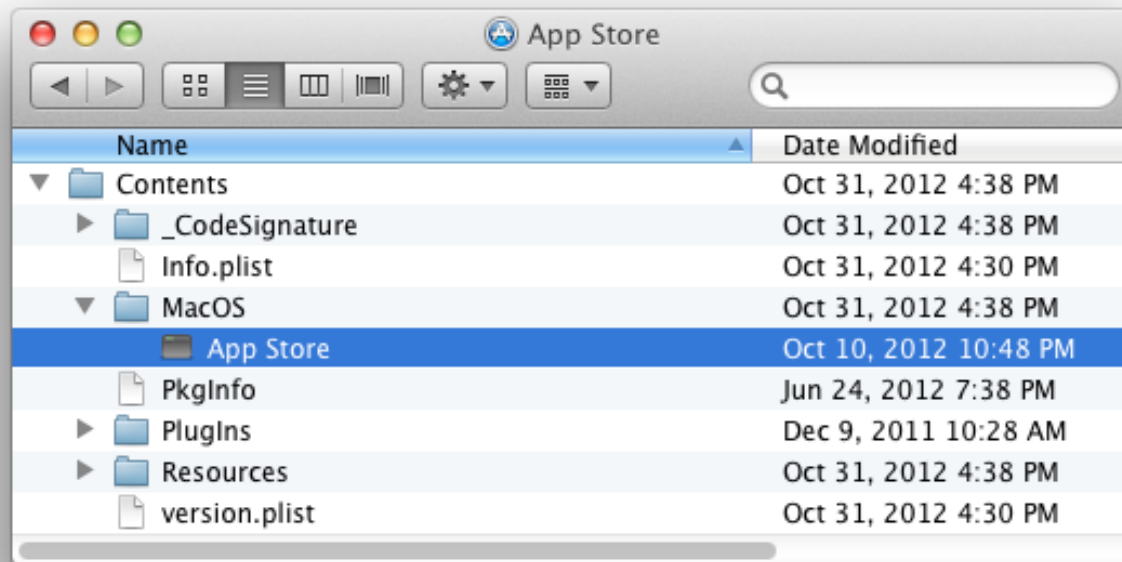 App Store
Name Date Modified
Contents Oct 31, 2012 4:38 PM
_CodeSignature Oct 31, 2012 4:38 PM
Info.plist Oct 31, 2012 4:30 PM
MacOS Oct 31, 2012 4:38 PM
App Store Oct 10, 2012 10:48 PM
PkgInfo Jun 24, 2012 7:38 PM
PlugIns Dec 9, 2011 10:28 AM
Resources Oct 31, 2012 4:38 PM
version.plist Oct 31, 2012 4:30 PM